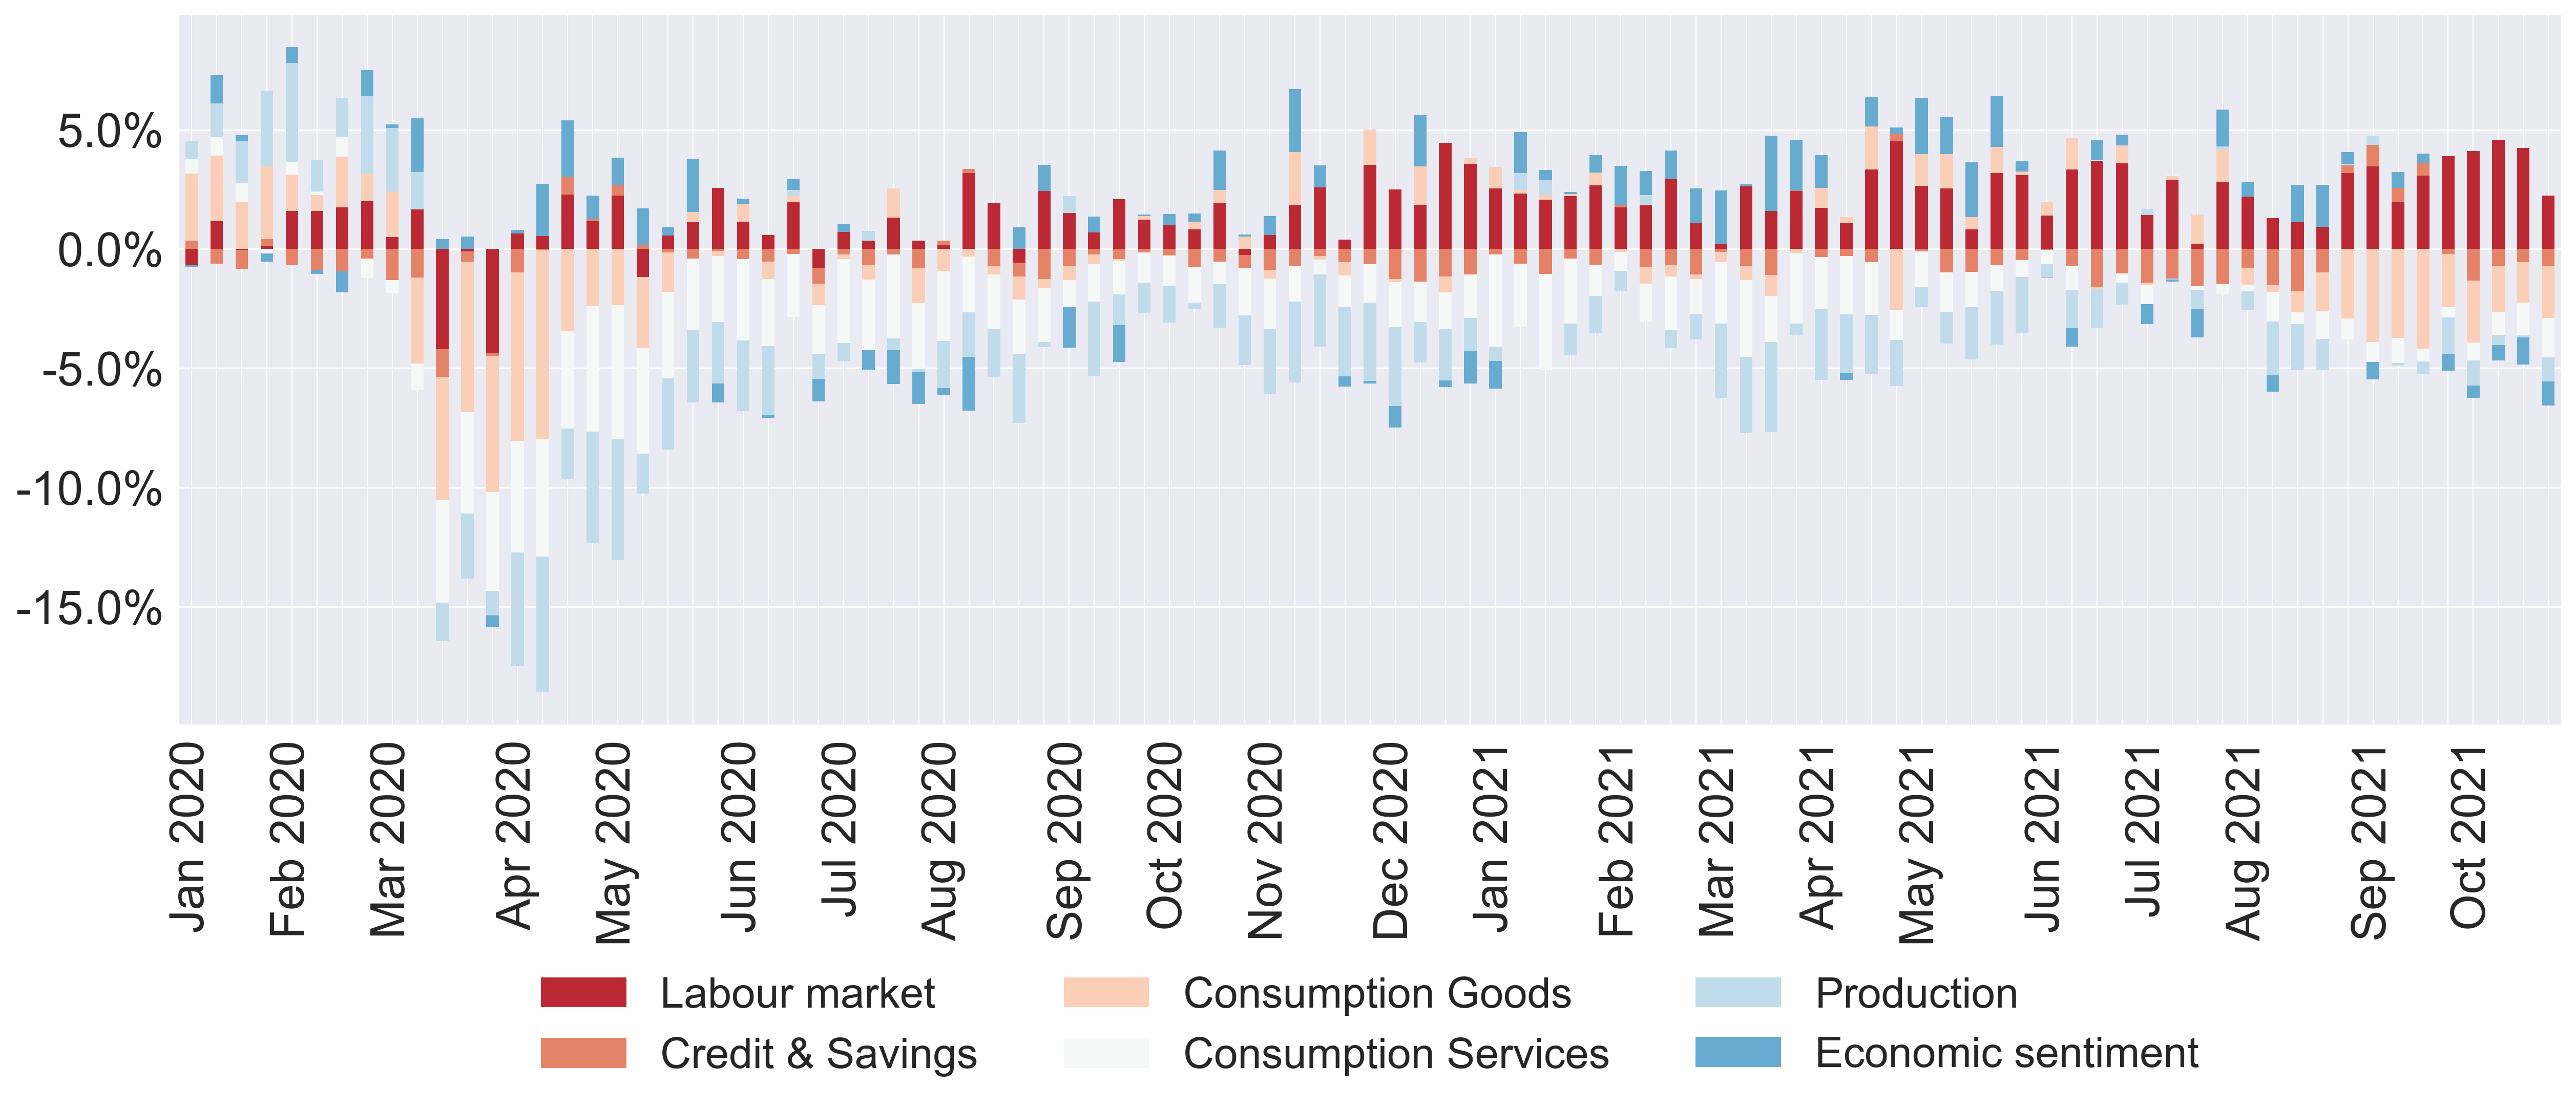 5.0%
0.0%
-5.0%
-10.0%
-15.0%
Jan 2020
Feb 2020
Mar 2020
Apr 2020
May 2020
Jun 2020
Jul 2020
Aug 2020
Sep 2020
Oct 2020
Nov 2020
Dec 2020
Jan 2021
Feb 2021
Mar 2021
Apr 2021
May 2021
Jun 2021
Jul 2021
Aug 2021
Sep 2021
Oct 2021
Labour market
Consumption Goods
Production
Credit & Savings
Consumption Services
Economic sentiment